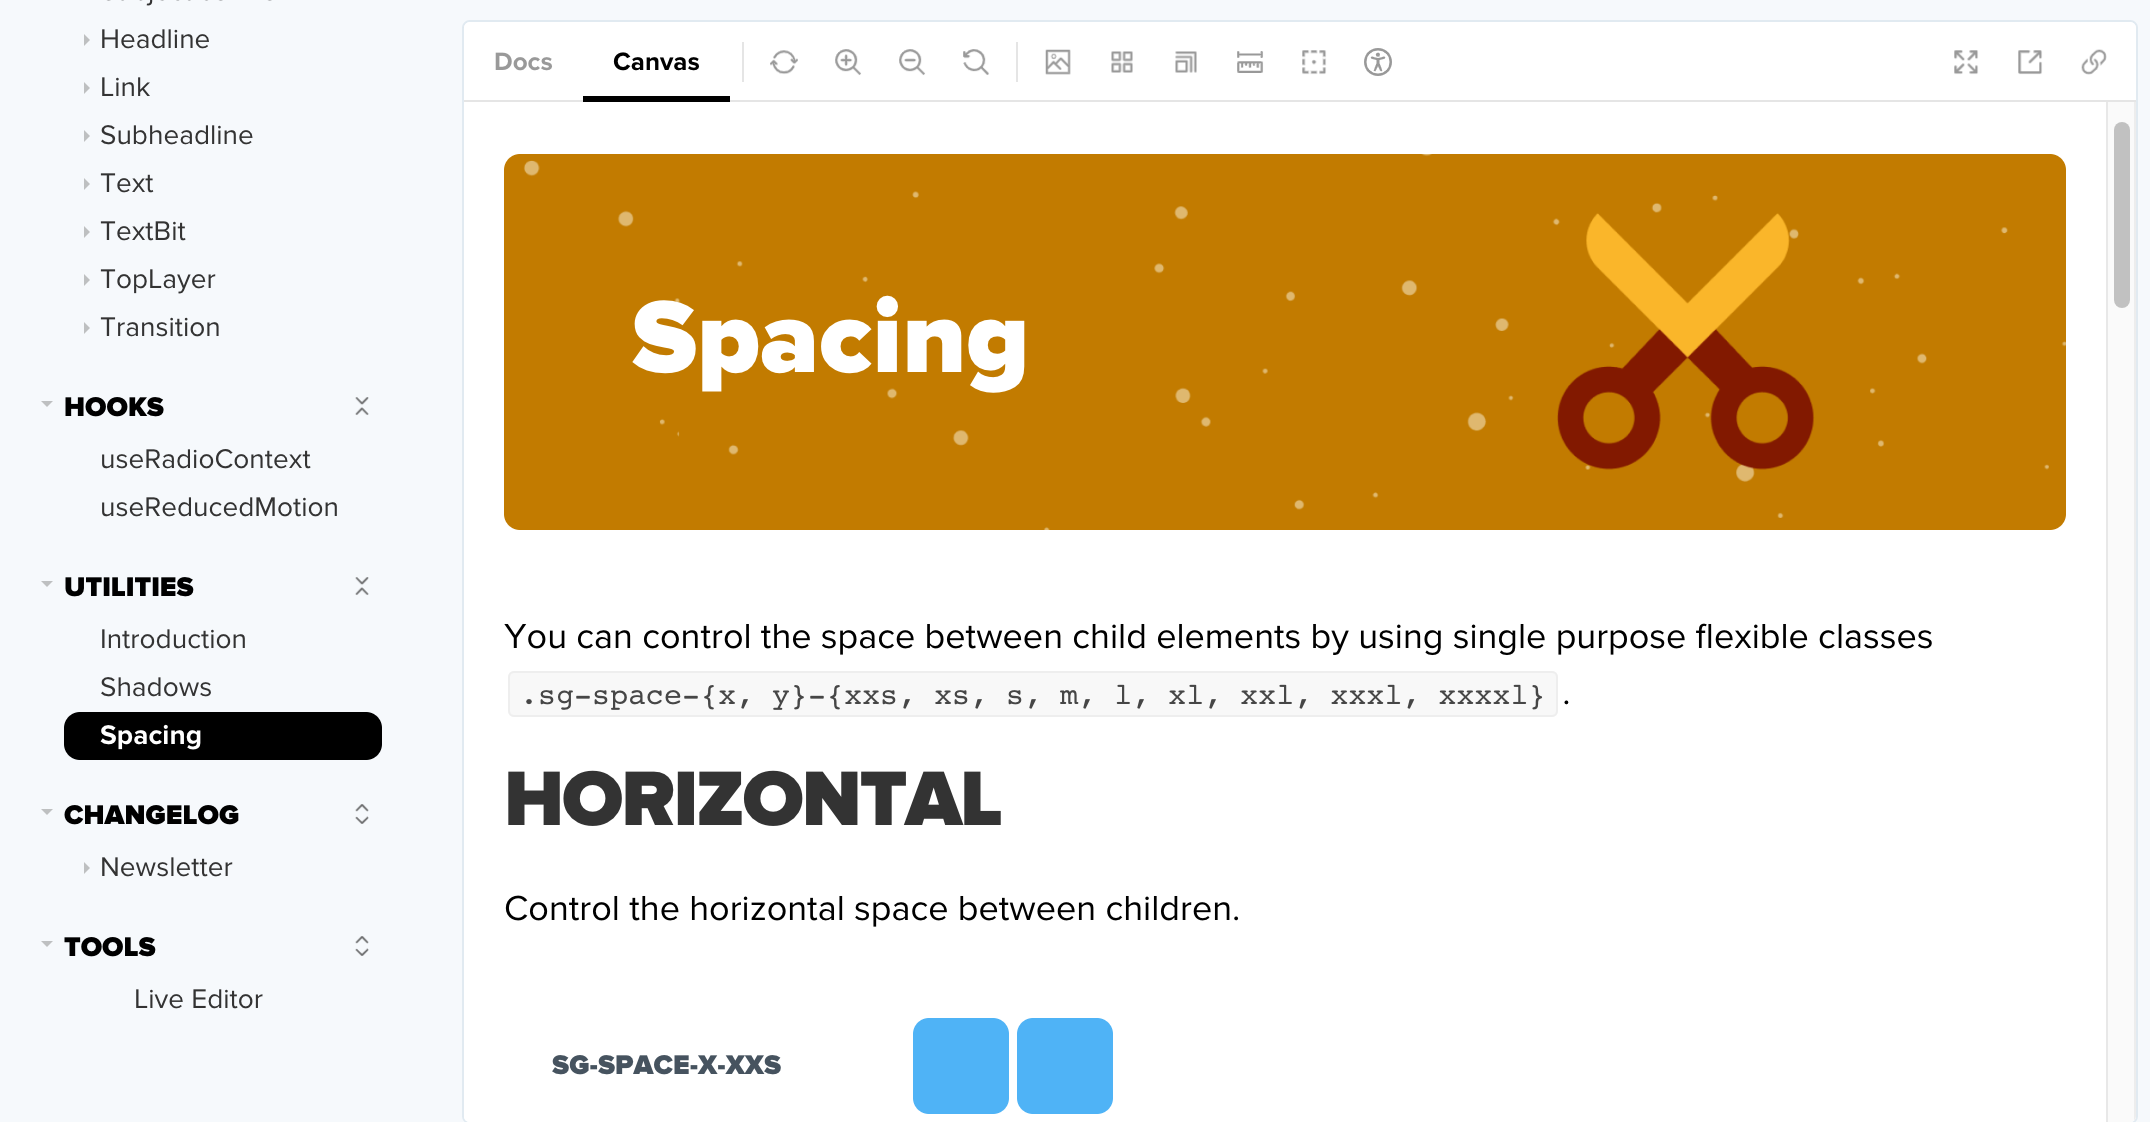 Headline
Link
Subheadline
Text
TextBit
TopLayer
Transition
HOOKS
useRadioContext
useReducedMotion
UTILITIES
Introduction
Shadows
Spacing
CHANGELOG
Newsletter
TOOLS
Live Editor
Docs Canvas
Spacing
You can control the space between child elements by using single purpose flexible classes
.sg-space-{x, y}-{xxs, xs, s, m, l, xl, xxl, xxxl, xxxxl}.
HORIZONTAL
Control the horizontal space between children.
SG-SPACE-X-XXS